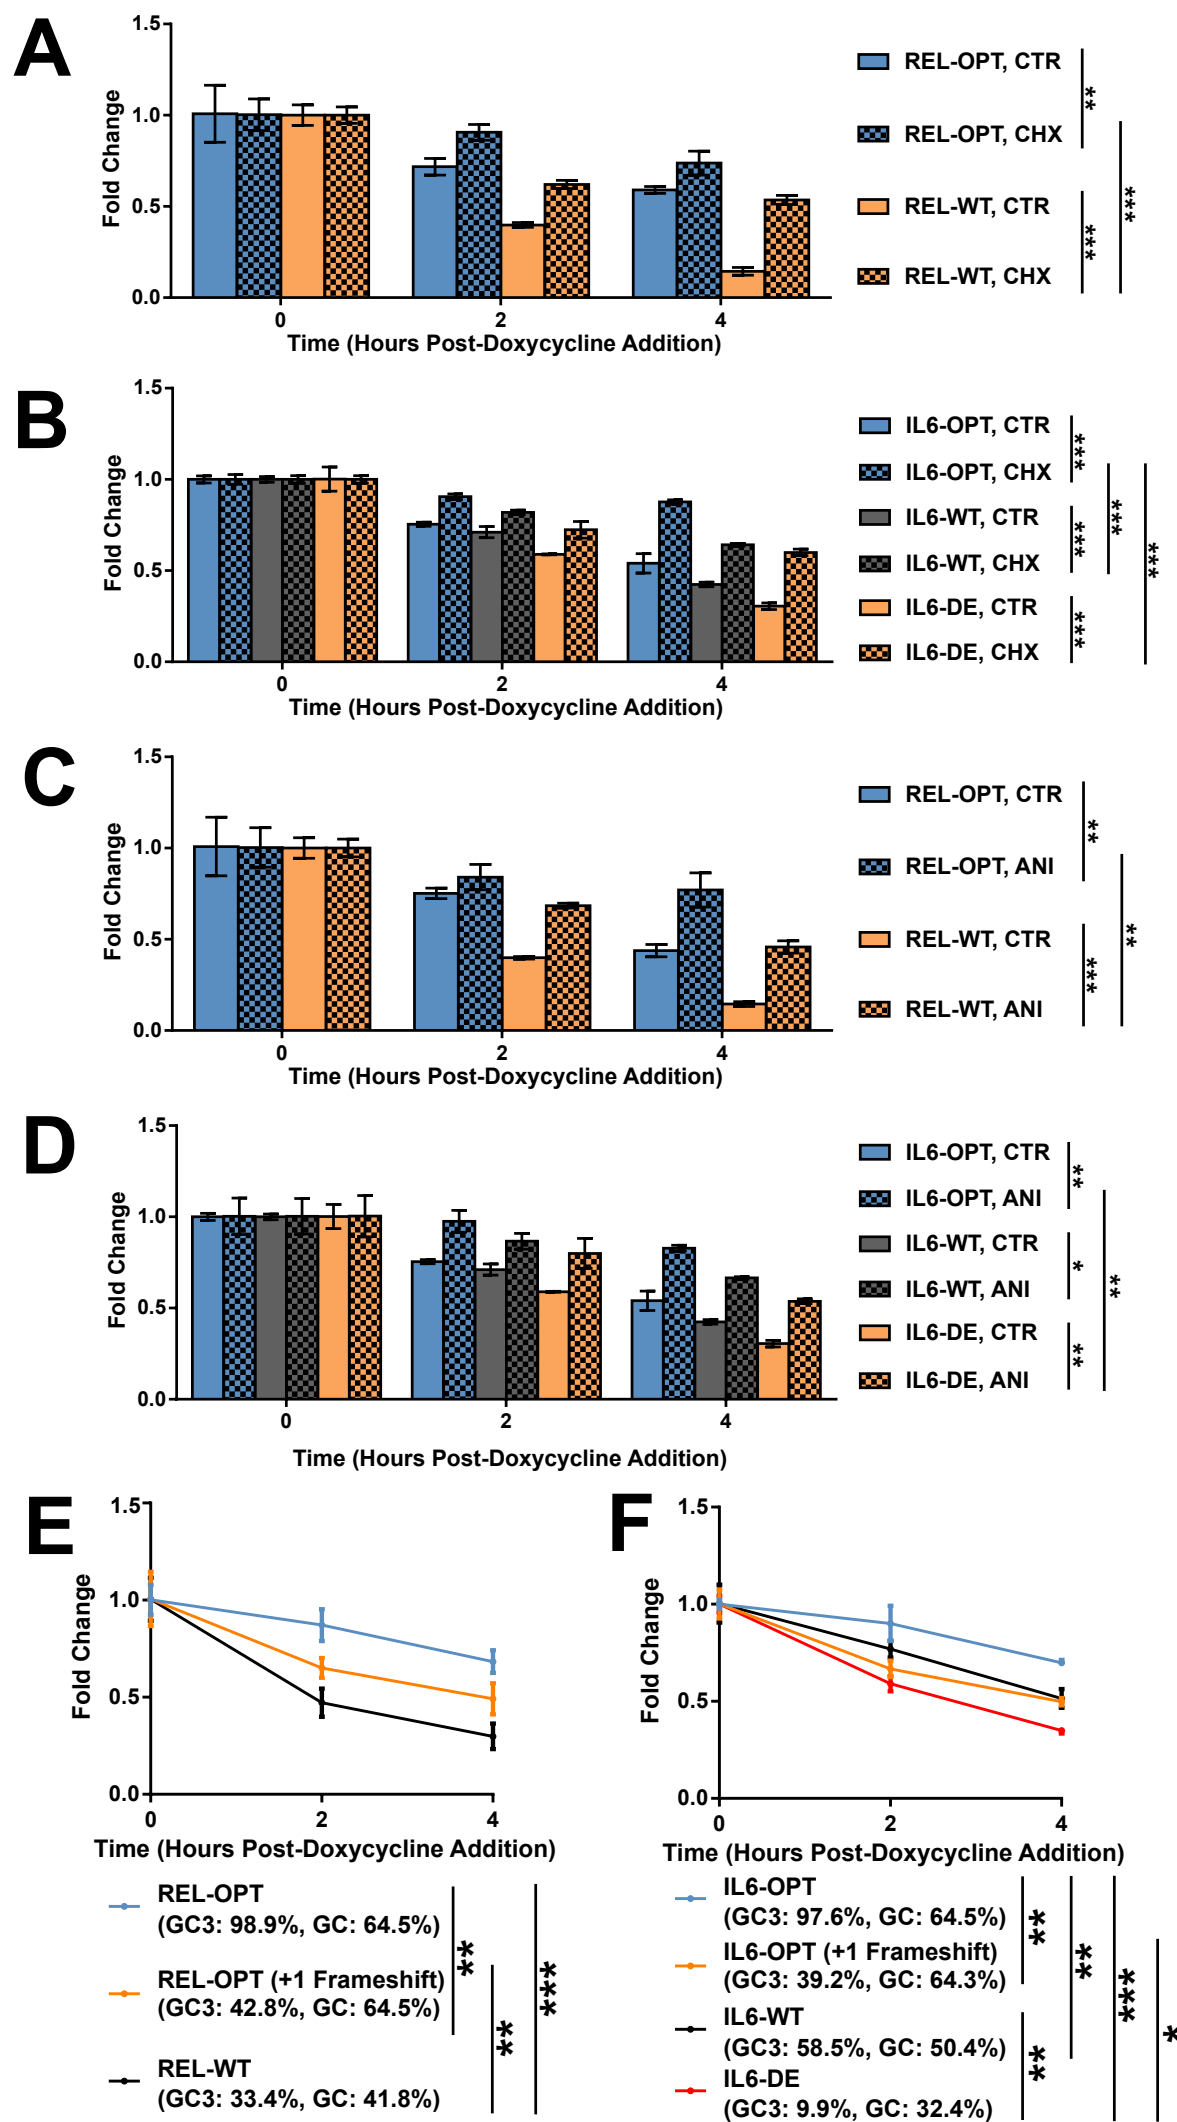 A
1.5
1.0
0.5
0.0
Fold Change
0
2
4
Time (Hours Post-Doxycycline Addition)
REL-OPT, CTR
REL-OPT, CHX
REL-WT, CTR
REL-WT, CHX
**
***
***
B
1.5
1.0
0.5
0.0
Fold Change
0
2
4
Time (Hours Post-Doxycycline Addition)
IL6-OPT, CTR
IL6-OPT, CHX
IL6-WT, CTR
IL6-WT, CHX
IL6-DE, CTR
IL6-DE, CHX
***
***
***
***
***
C
1.5
1.0
0.5
0.0
Fold Change
0
2
4
Time (Hours Post-Doxycycline Addition)
REL-OPT, CTR
REL-OPT, ANI
REL-WT, CTR
REL-WT, ANI
**
***
**
D
1.5
1.0
0.5
0.0
Fold Change
0
2
4
Time (Hours Post-Doxycycline Addition)
IL6-OPT, CTR
IL6-OPT, ANI
IL6-WT, CTR
IL6-WT, ANI
IL6-DE, CTR
IL6-DE, ANI
**
*
**
**
E
1.5
1.0
0.5
0.0
Fold Change
0
2
4
Time (Hours Post-Doxycycline Addition)
REL-OPT
(GC3: 98.9%, GC: 64.5%)
REL-OPT (+1 Frameshift)
(GC3: 42.8%, GC: 64.5%)
REL-WT
(GC3: 33.4%, GC: 41.8%)
**
**
***
F
1.5
1.0
0.5
0.0
Fold Change
0
2
4
Time (Hours Post-Doxycycline Addition)
IL6-OPT
(GC3: 97.6%, GC: 64.5%)
IL6-OPT (+1 Frameshift)
(GC3: 39.2%, GC: 64.3%)
IL6-WT
(GC3: 58.5%, GC: 50.4%)
IL6-DE
(GC3: 9.9%, GC: 32.4%)
**
**
**
***
*